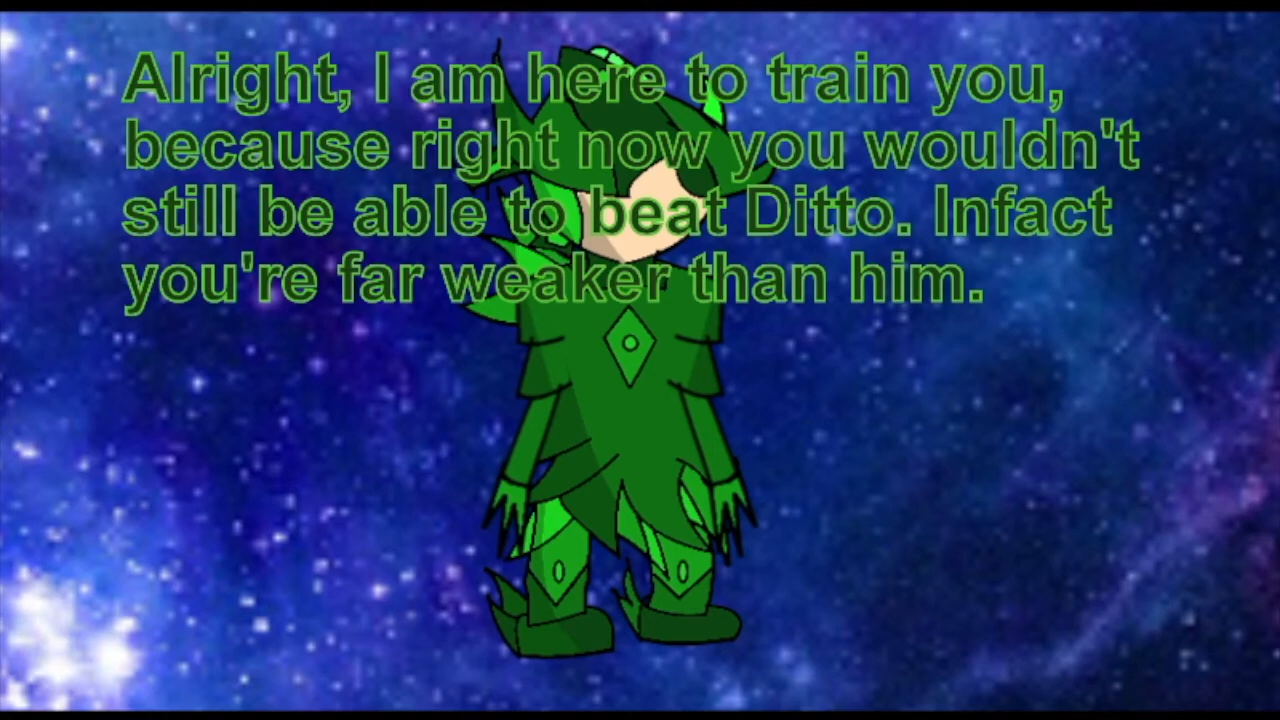 Alright, I am here to train you,
because right now you wouldn't
still be able to beat Ditto. Infact
you're far weaker than him.